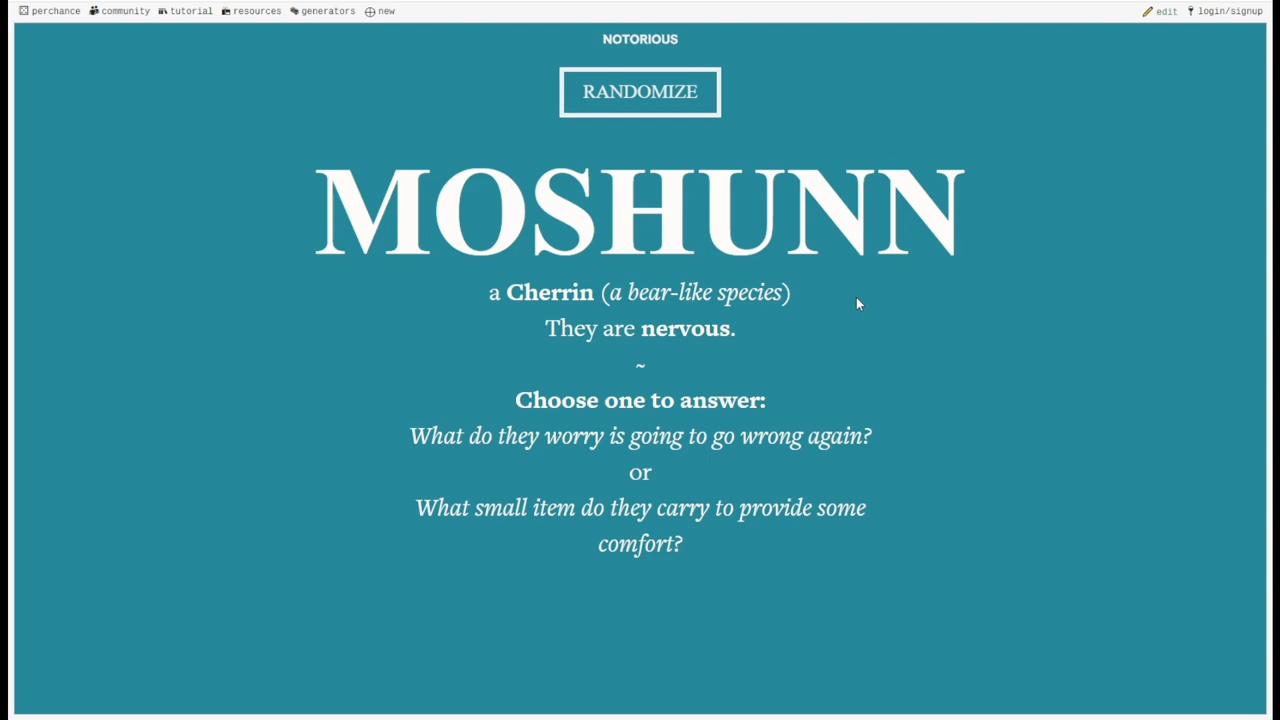 perchance community tutorial resources generators new edit login/signup
NOTORIOUS
RANDOMIZE
MOSHUNN
a Cherrin (a bear-like species)
They are nervous.
~
Choose one to answer:
What do they worry is going to go wrong again?
or
What small item do they carry to provide some
comfort?